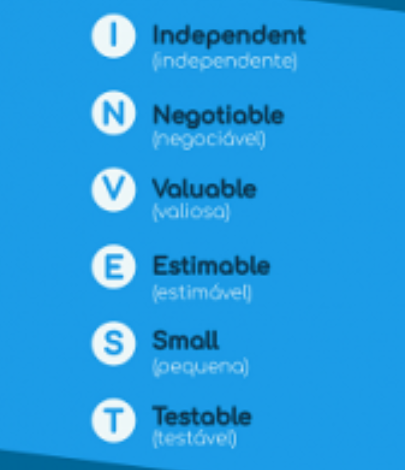 I Independent
(independente)
N Negotiable
(negociável)
V Valuable
(valiosa)
E Estimable
(estimável)
S Small
(pequena)
T Testable
(testável)